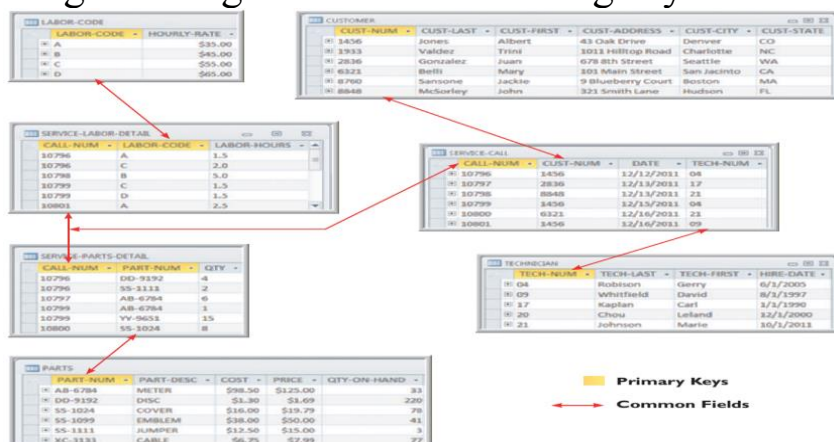 LABOR-CODE
LABOR-CODE HOURLY-RATE
A $35.00
B $45.00
C $55.00
D $65.00
CUSTOMER
CUST-NUM CUST-LAST CUST-FIRST CUST-ADDRESS CUST-CITY CUST-STATE
1456 Jones Albert 43 Oak Drive Denver CO
1933 Valdez Trini 1011 Hilltop Road Charlotte NC
2836 Gonzalez Juan 678 8th Street Seattle WA
6321 Belli Mary 101 Main Street San Jacinto CA
8760 Sansone Jackie 9 Blueberry Court Boston MA
8848 McSorley John 321 Smith Lane Hudson FL
SERVICE-LABOR-DETAIL
CALL-NUM LABOR-CODE LABOR-HOURS
10796 A 1.5
10796 C 2.0
10798 B 5.0
10799 C 1.5
10799 D 1.5
10801 A 2.5
SERVICE-CALL
CALL-NUM CUST-NUM DATE TECH-NUM
10796 1456 12/12/2011 04
10797 2836 12/13/2011 17
10798 8848 12/13/2011 21
10799 1456 12/15/2011 04
10800 6321 12/16/2011 21
10801 1456 12/16/2011 09
SERVICE-PARTS-DETAIL
CALL-NUM PART-NUM QTY
10796 DD-9192 4
10796 SS-1111 2
10797 AB-6784 6
10799 AB-6784 1
10799 YY-9651 15
10800 SS-1024 8
TECHNICIAN
TECH-NUM TECH-LAST TECH-FIRST HIRE-DATE
04 Robison Gerry 6/1/2005
09 Whitfield David 8/1/1997
17 Kaplan Carl 1/1/1990
20 Chou Leland 12/1/2000
21 Johnson Marie 10/1/2011
PARTS
PART-NUM PART-DESC COST PRICE QTY-ON-HAND
AB-6784 METER $98.50 $125.00 33
DD-9192 DISC $1.30 $1.69 220
SS-1024 COVER $16.00 $19.79 78
SS-1099 EMBLEM $38.00 $50.00 41
SS-1111 JUMPER $12.50 $15.00 3
XC-3133 CABLE $6.75 $7.93 77
Primary Keys
Common Fields